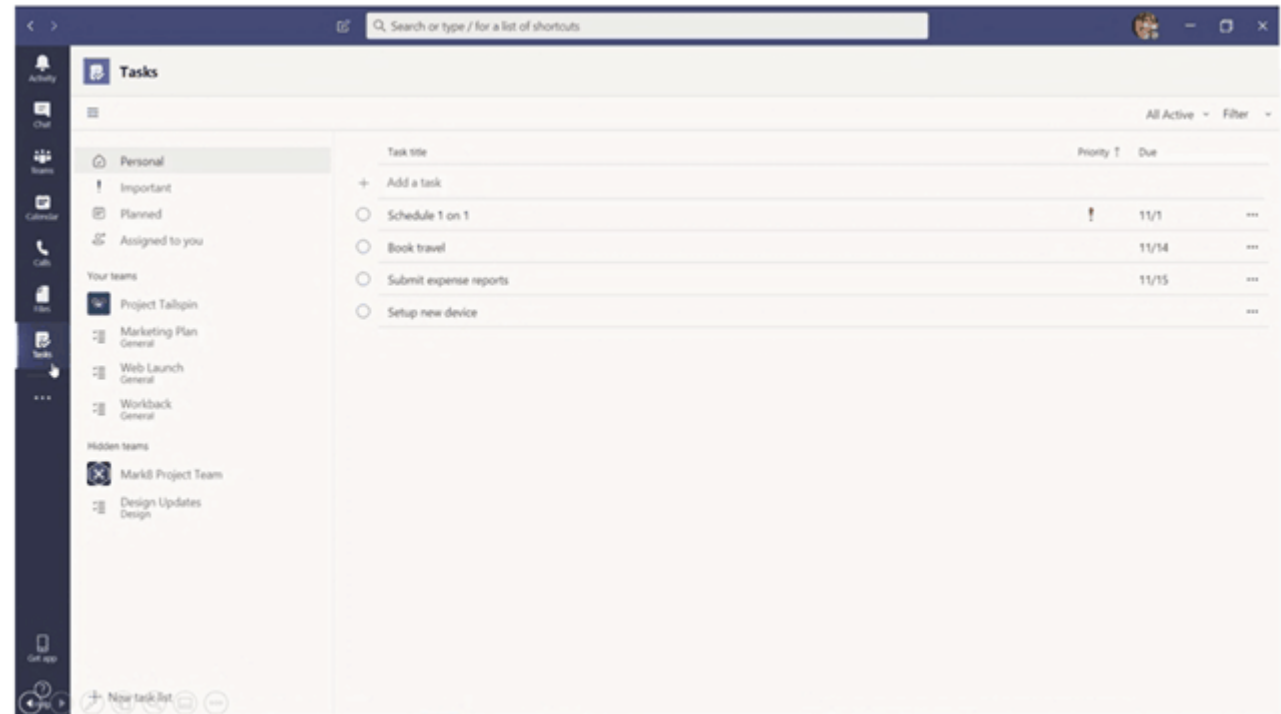 Search or type / for a list of shortcuts
Activity
Chat
Teams
Calendar
Calls
Files
Tasks
Get app
Tasks
All Active
Filter
Personal
Important
Planned
Assigned to you
Your teams
Project Tailspin
Marketing Plan
General
Web Launch
General
Workback
General
Hidden teams
Mark8 Project Team
Design Updates
Design
New task list
Task title Priority ↑ Due
+ Add a task
Schedule 1 on 1 ! 11/1
Book travel 11/14
Submit expense reports 11/15
Setup new device